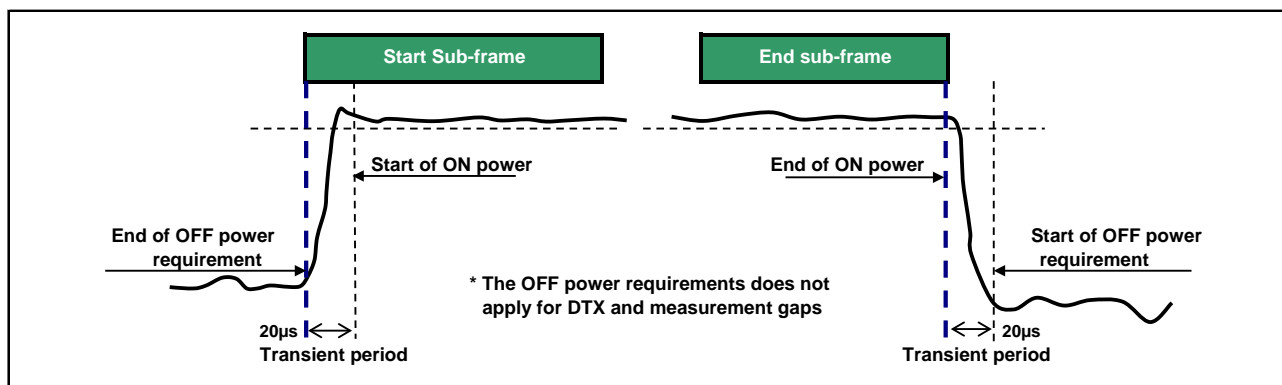 Start Sub-frame
End sub-frame
Start of ON power
End of ON power
End of OFF power
requirement
Start of OFF power
requirement
* The OFF power requirements does not
apply for DTX and measurement gaps
20µs
Transient period
20µs
Transient period